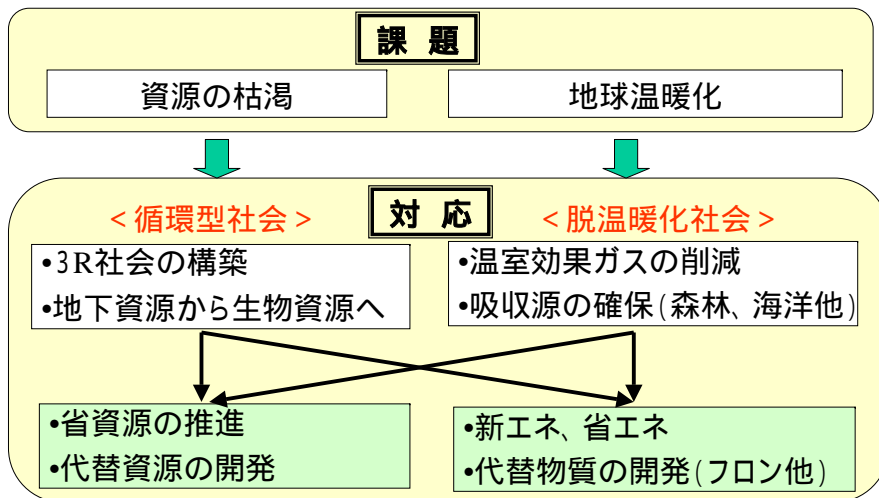 課 題
資源の枯渇
地球温暖化
対 応
<循環型社会>
<脱温暖化社会>
•3R社会の構築
•地下資源から生物資源へ
•温室効果ガスの削減
•吸収源の確保(森林、海洋他)
•省資源の推進
•代替資源の開発
•新エネ、省エネ
•代替物質の開発(フロン他)